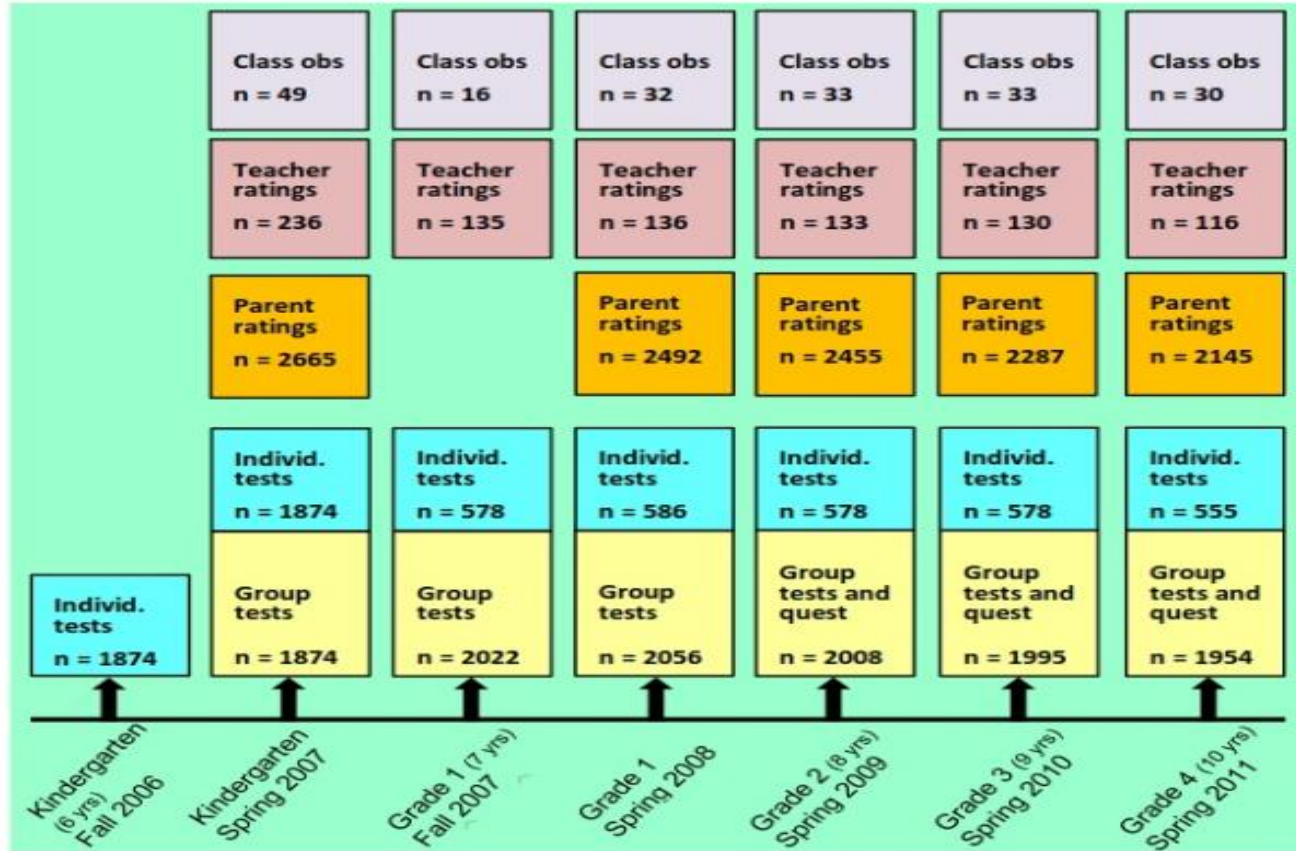 Class obs
n = 49
Class obs
n = 16
Class obs
n = 32
Class obs
n = 33
Class obs
n = 33
Class obs
n = 30
Teacher
ratings
n = 236
Teacher
ratings
n = 135
Teacher
ratings
n = 136
Teacher
ratings
n = 133
Teacher
ratings
n = 130
Teacher
ratings
n = 116
Parent
ratings
n = 2665
Parent
ratings
n = 2492
Parent
ratings
n = 2455
Parent
ratings
n = 2287
Parent
ratings
n = 2145
Individ.
tests
n = 1874
Individ.
tests
n = 578
Individ.
tests
n = 586
Individ.
tests
n = 578
Individ.
tests
n = 578
Individ.
tests
n = 555
Individ.
tests
n = 1874
Group
tests
n = 1874
Group
tests
n = 2022
Group
tests
n = 2056
Group
tests and
quest
n = 2008
Group
tests and
quest
n = 1995
Group
tests and
quest
n = 1954
Kindergarten
(6 yrs)
Fall 2006
Kindergarten
Spring 2007
Grade 1 (7 yrs)
Fall 2007
Grade 1
Spring 2008
Grade 2 (8 yrs)
Spring 2009
Grade 3 (9 yrs)
Spring 2010
Grade 4 (10 yrs)
Spring 2011